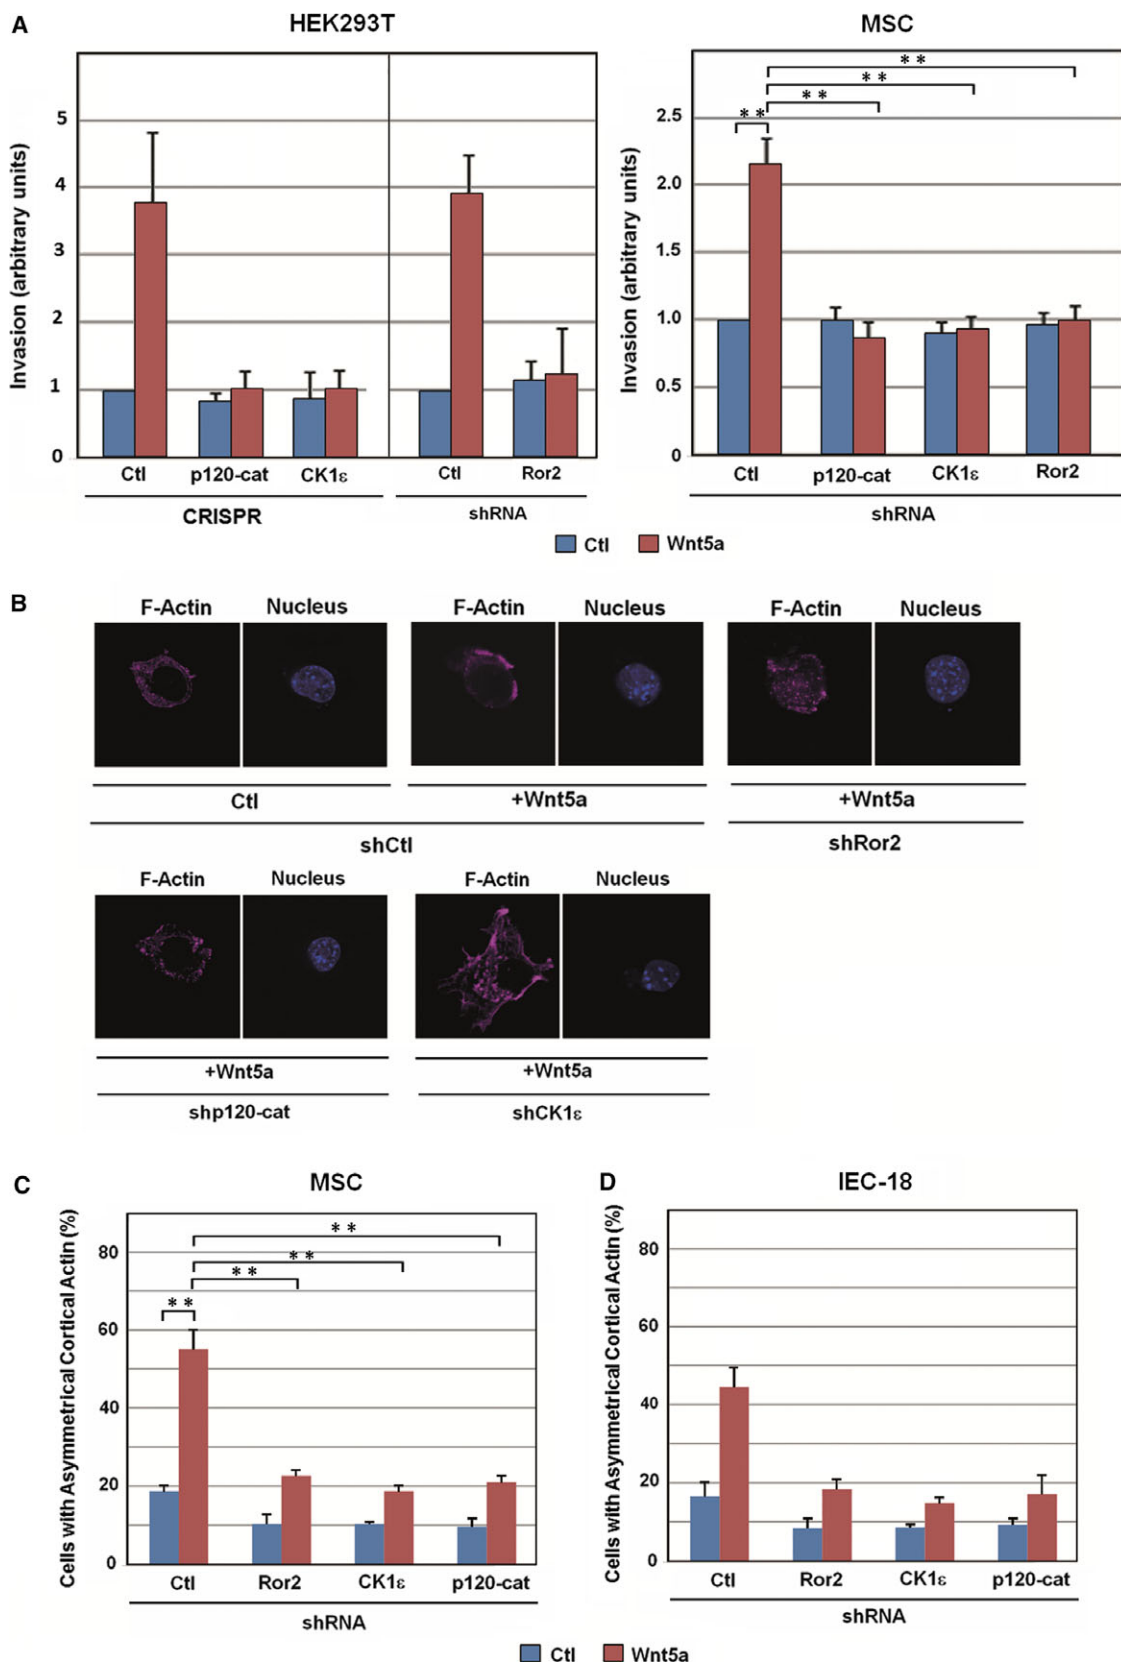 A
HEK293T
MSC
Invasion (arbitrary units)
5
4
3
2
1
0
Ctl p120-cat CK1ε Ctl Ror2
CRISPR shRNA
Invasion (arbitrary units)
2.5
2.0
1.5
1.0
0.5
0
** ** ** **
Ctl p120-cat CK1ε Ror2
shRNA
Ctl Wnt5a
B
F-Actin Nucleus F-Actin Nucleus F-Actin Nucleus
Ctl +Wnt5a +Wnt5a
shCtl shRor2
F-Actin Nucleus F-Actin Nucleus
+Wnt5a +Wnt5a
shp120-cat shCK1ε
C
MSC
Cells with Asymmetrical Cortical Actin (%)
80
60
40
20
0
** ** ** **
Ctl Ror2 CK1ε p120-cat
shRNA
D
IEC-18
Cells with Asymmetrical Cortical Actin (%)
80
60
40
20
0
Ctl Ror2 CK1ε p120-cat
shRNA
Ctl Wnt5a